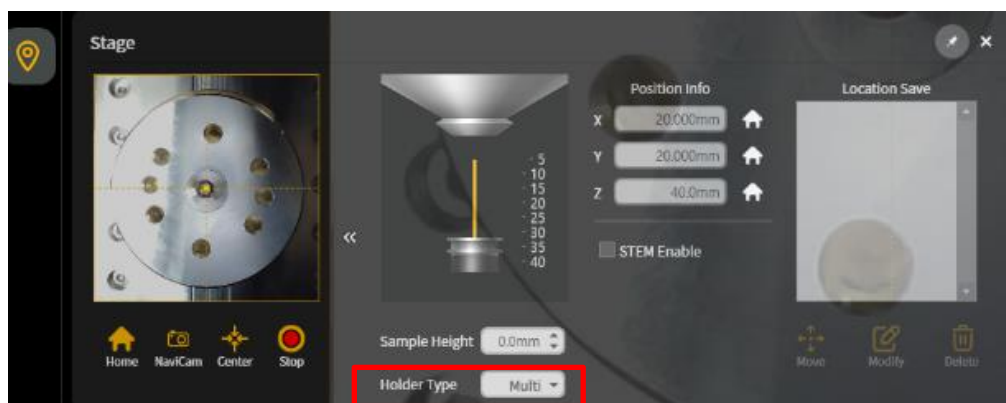 Stage
Position Info
Location Save
X 20.000mm
Y 20.000mm
Z 40.0mm
5
10
15
20
25
30
35
40
STEM Enable
Home
NaviCam
Center
Stop
Sample Height 0.0mm
Holder Type Multi
Move
Modify
Delete